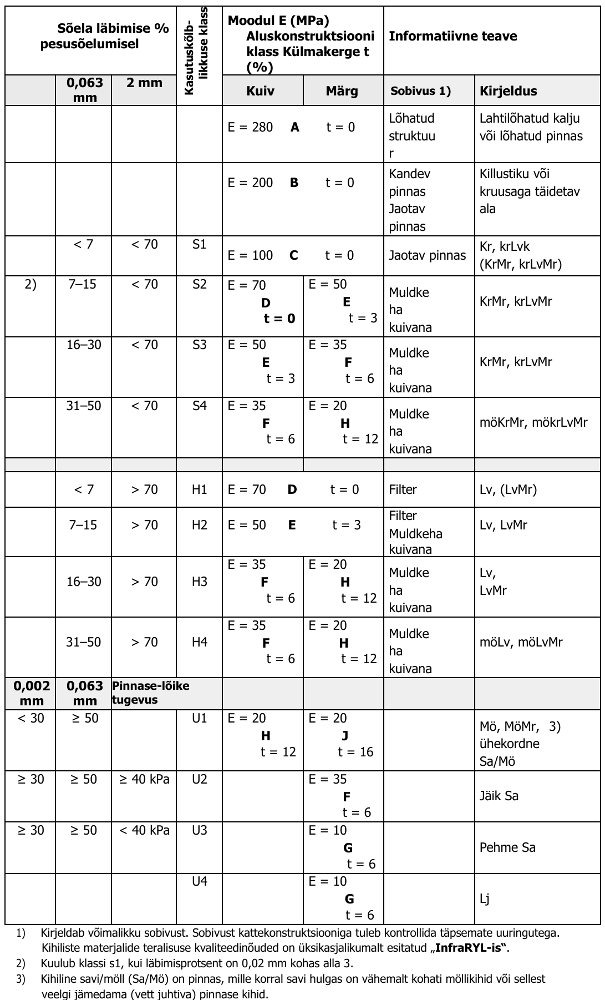 Sõela läbimise %
pesusõelumisel
Kasutuskõlb-
likkuse klass
Moodul E (MPa)
Aluskonstruktsiooni
klass Külmakerge t
(%)
Informatiivne teave
0,063
mm
2 mm
Kuiv
Märg
Sobivus 1)
Kirjeldus
E = 280 A t = 0
Lõhatud
struktuu
r
Lahtilõhatud kalju
või lõhatud pinnas
E = 200 B t = 0
Kandev
pinnas
Jaotav
pinnas
Killustiku või
kruusaga täidetav
ala
< 7
< 70
S1
E = 100 C t = 0
Jaotav pinnas
Kr, krLvk
(KrMr, krLvMr)
2)
7–15
< 70
S2
E = 70
D
t = 0
E = 50
E
t = 3
Muldke
ha
kuivana
KrMr, krLvMr
16–30
< 70
S3
E = 50
E
t = 3
E = 35
F
t = 6
Muldke
ha
kuivana
KrMr, krLvMr
31–50
< 70
S4
E = 35
F
t = 6
E = 20
H
t = 12
Muldke
ha
kuivana
möKrMr, mökrLvMr
< 7
> 70
H1
E = 70 D t = 0
Filter
Lv, (LvMr)
7–15
> 70
H2
E = 50 E t = 3
Filter
Muldkeha
kuivana
Lv, LvMr
16–30
> 70
H3
E = 35
F
t = 6
E = 20
H
t = 12
Muldke
ha
kuivana
Lv,
LvMr
31–50
> 70
H4
E = 35
F
t = 6
E = 20
H
t = 12
Muldke
ha
kuivana
möLv, möLvMr
0,002
mm
0,063
mm
Pinnase-lõike
tugevus
< 30
≥ 50
U1
E = 20
H
t = 12
E = 20
J
t = 16
Mö, MöMr, 3)
ühekordne
Sa/Mö
≥ 30
≥ 50
≥ 40 kPa
U2
E = 35
F
t = 6
Jäik Sa
≥ 30
≥ 50
< 40 kPa
U3
E = 10
G
t = 6
Pehme Sa
U4
E = 10
G
t = 6
Lj
1) Kirjeldab võimalikku sobivust. Sobivust kattekonstruktsiooniga tuleb kontrollida täpsemate uuringutega.
Kihiliste materjalide teralisuse kvaliteedinõuded on üksikasjalikumalt esitatud „InfraRYL-is“.
2) Kuulub klassi s1, kui läbimisprotsent on 0,02 mm kohas alla 3.
3) Kihiline savi/möll (Sa/Mö) on pinnas, mille korral savi hulgas on vähemalt kohati möllikihid või sellest
veelgi jämedama (vett juhtiva) pinnase kihid.